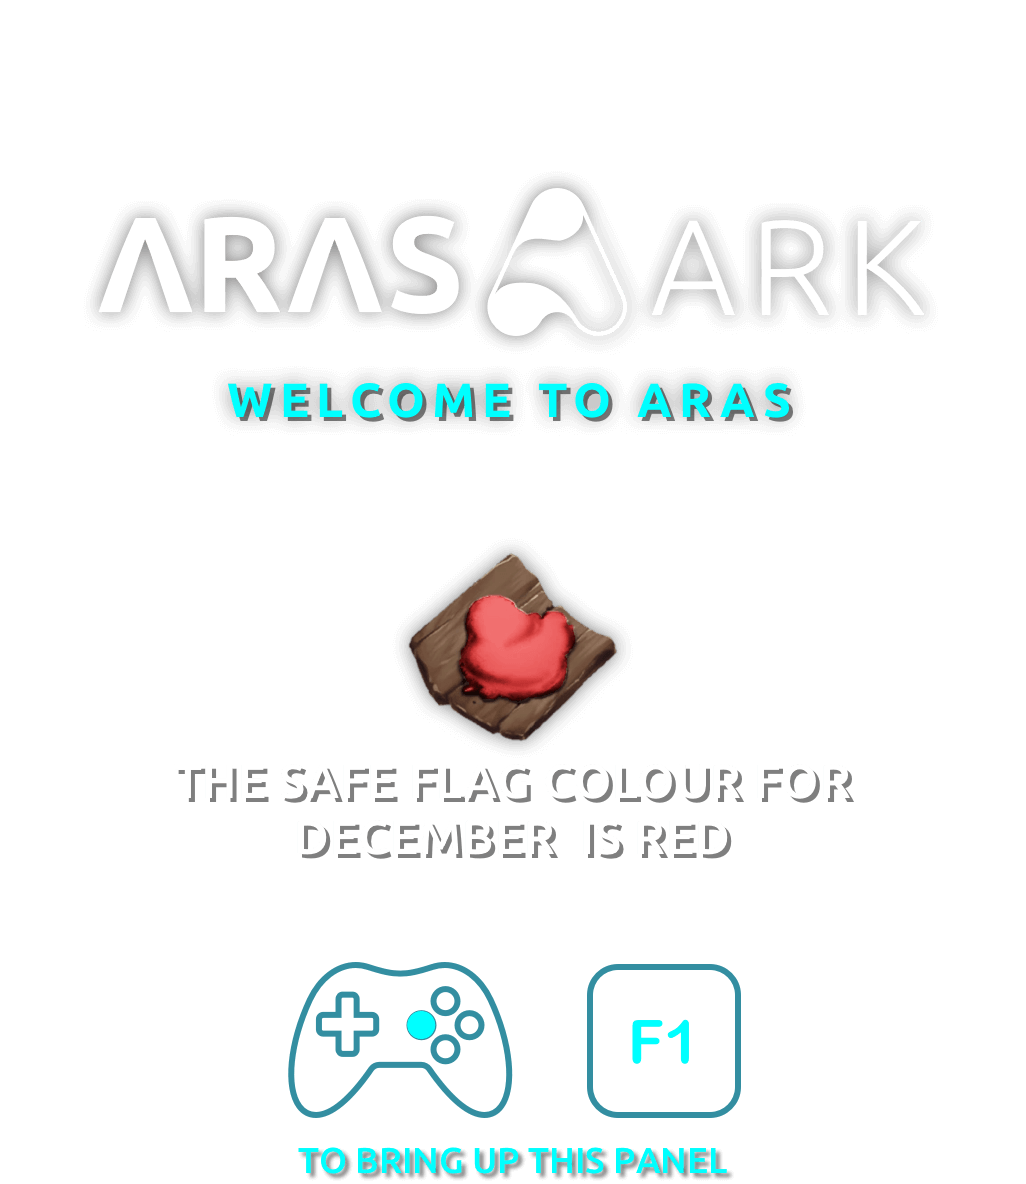 ARAS ARK
WELCOME TO ARAS
THE SAFE FLAG COLOUR FOR
DECEMBER IS RED
F1
TO BRING UP THIS PANEL